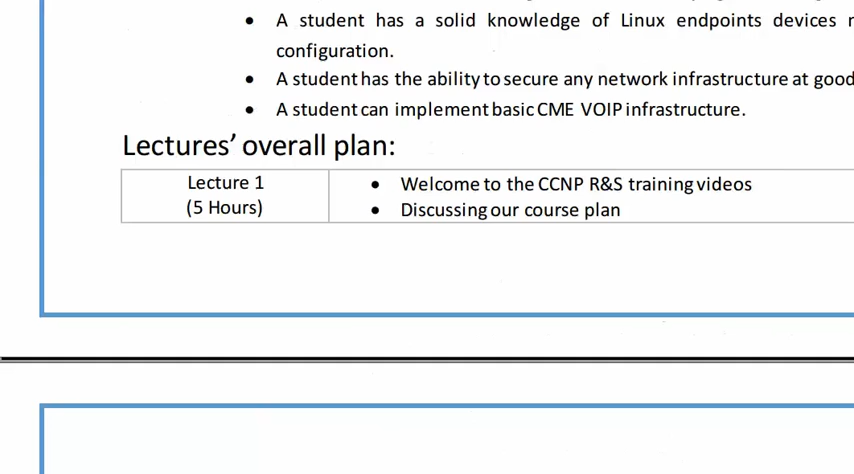 • A student has a solid knowledge of Linux endpoints devices
configuration.
• A student has the ability to secure any network infrastructure at good
• A student can implement basic CME VOIP infrastructure.
Lectures’ overall plan:
Lecture 1
(5 Hours)
• Welcome to the CCNP R&S training videos
• Discussing our course plan